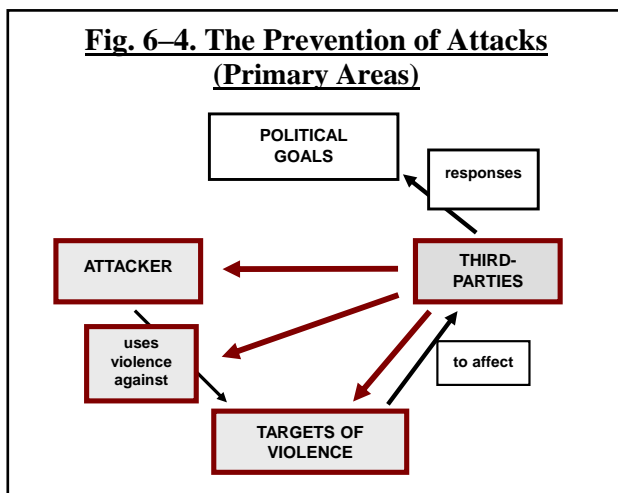 Fig. 6–4. The Prevention of Attacks
(Primary Areas)
POLITICAL
GOALS
responses
ATTACKER
THIRD-
PARTIES
uses
violence
against
to affect
TARGETS OF
VIOLENCE